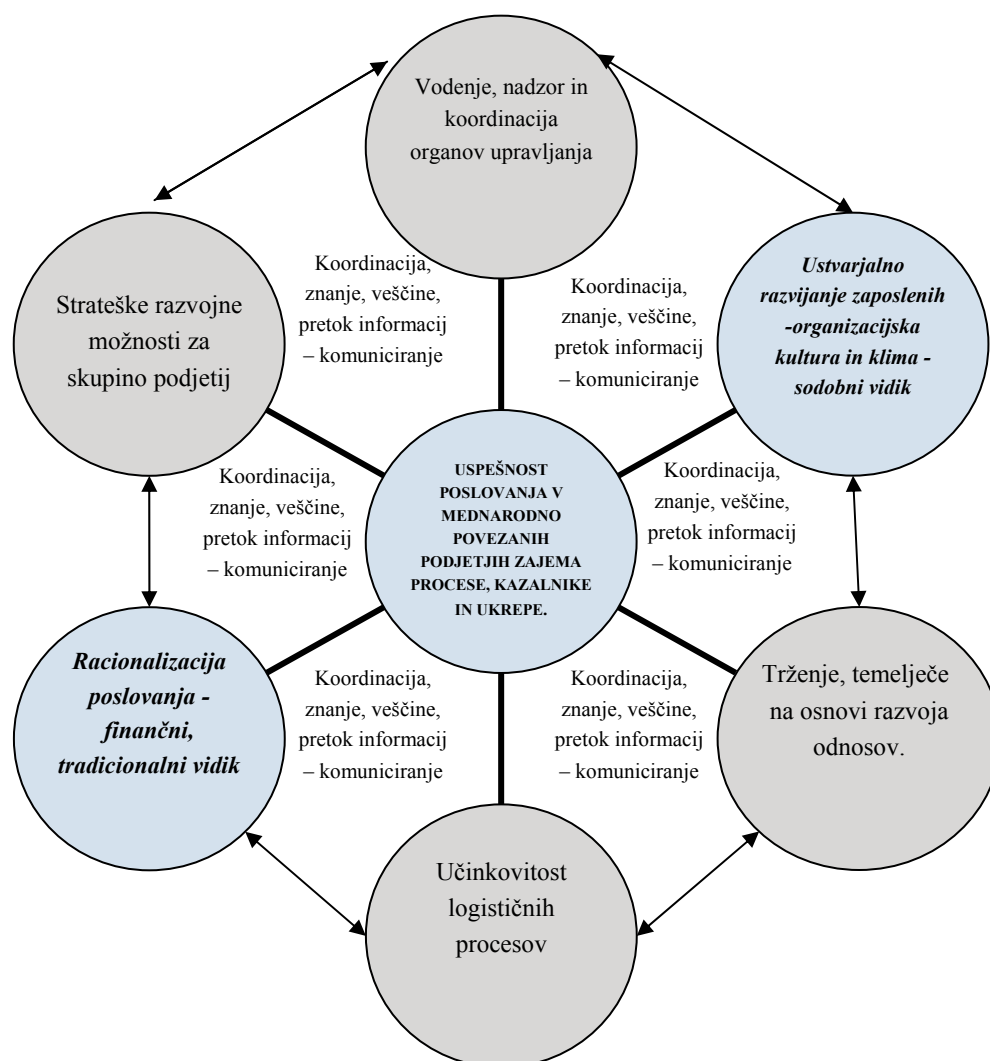 Vodenje, nadzor in
koordinacija
organov upravljanja
Koordinacija,
znanje, veščine,
pretok informacij
– komuniciranje
Koordinacija,
znanje, veščine,
pretok informacij
– komuniciranje
Strateške razvojne
možnosti za
skupino podjetij
Ustvarjalno
razvijanje zaposlenih
-organizacijska
kultura in klima -
sodobni vidik
Koordinacija,
znanje, veščine,
pretok informacij
– komuniciranje
USPEŠNOST
POSLOVANJA V
MEDNARODNO
POVEZANIH
PODJETJIH ZAJEMA
PROCESE, KAZALNIKE
IN UKREPE.
Koordinacija,
znanje, veščine,
pretok informacij
– komuniciranje
Racionalizacija
poslovanja -
finančni,
tradicionalni vidik
Koordinacija,
znanje, veščine,
pretok informacij
– komuniciranje
Koordinacija,
znanje, veščine,
pretok informacij
– komuniciranje
Trženje, temelječe
na osnovi razvoja
odnosov.
Učinkovitost
logističnih
procesov